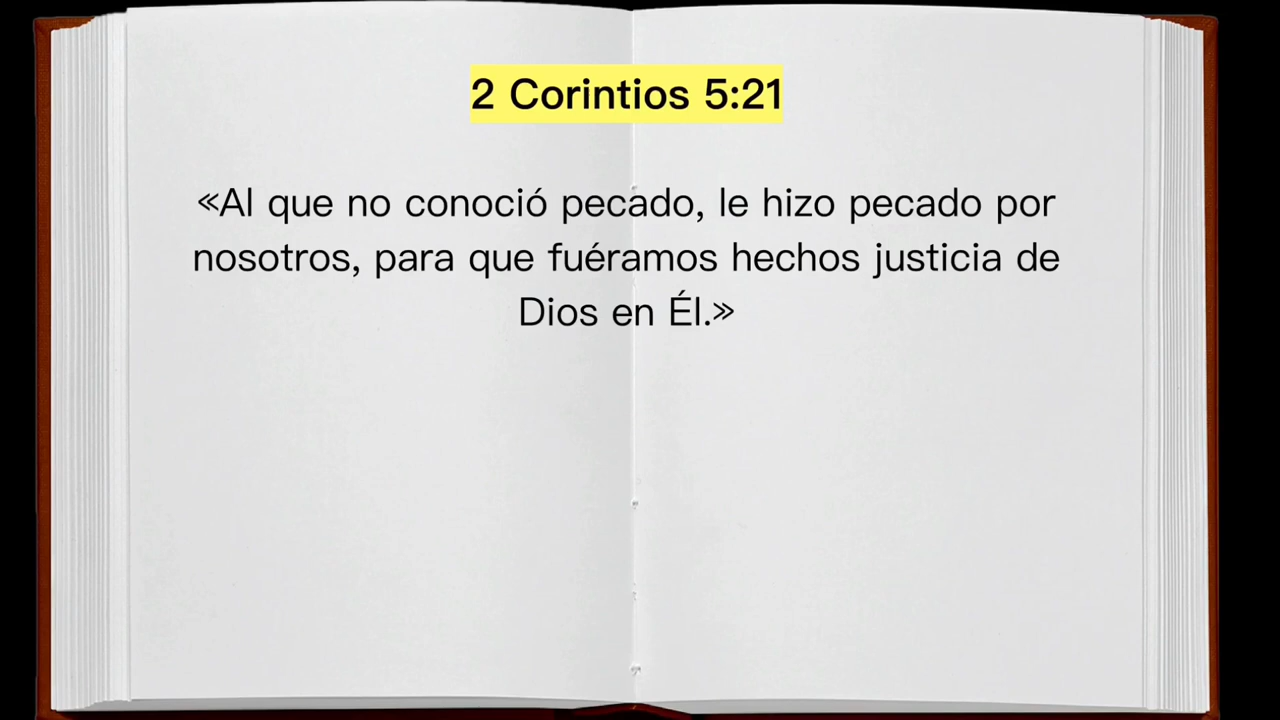 2 Corintios 5:21
«Al que no conoció pecado, le hizo pecado por
nosotros, para que fuéramos hechos justicia de
Dios en Él.»